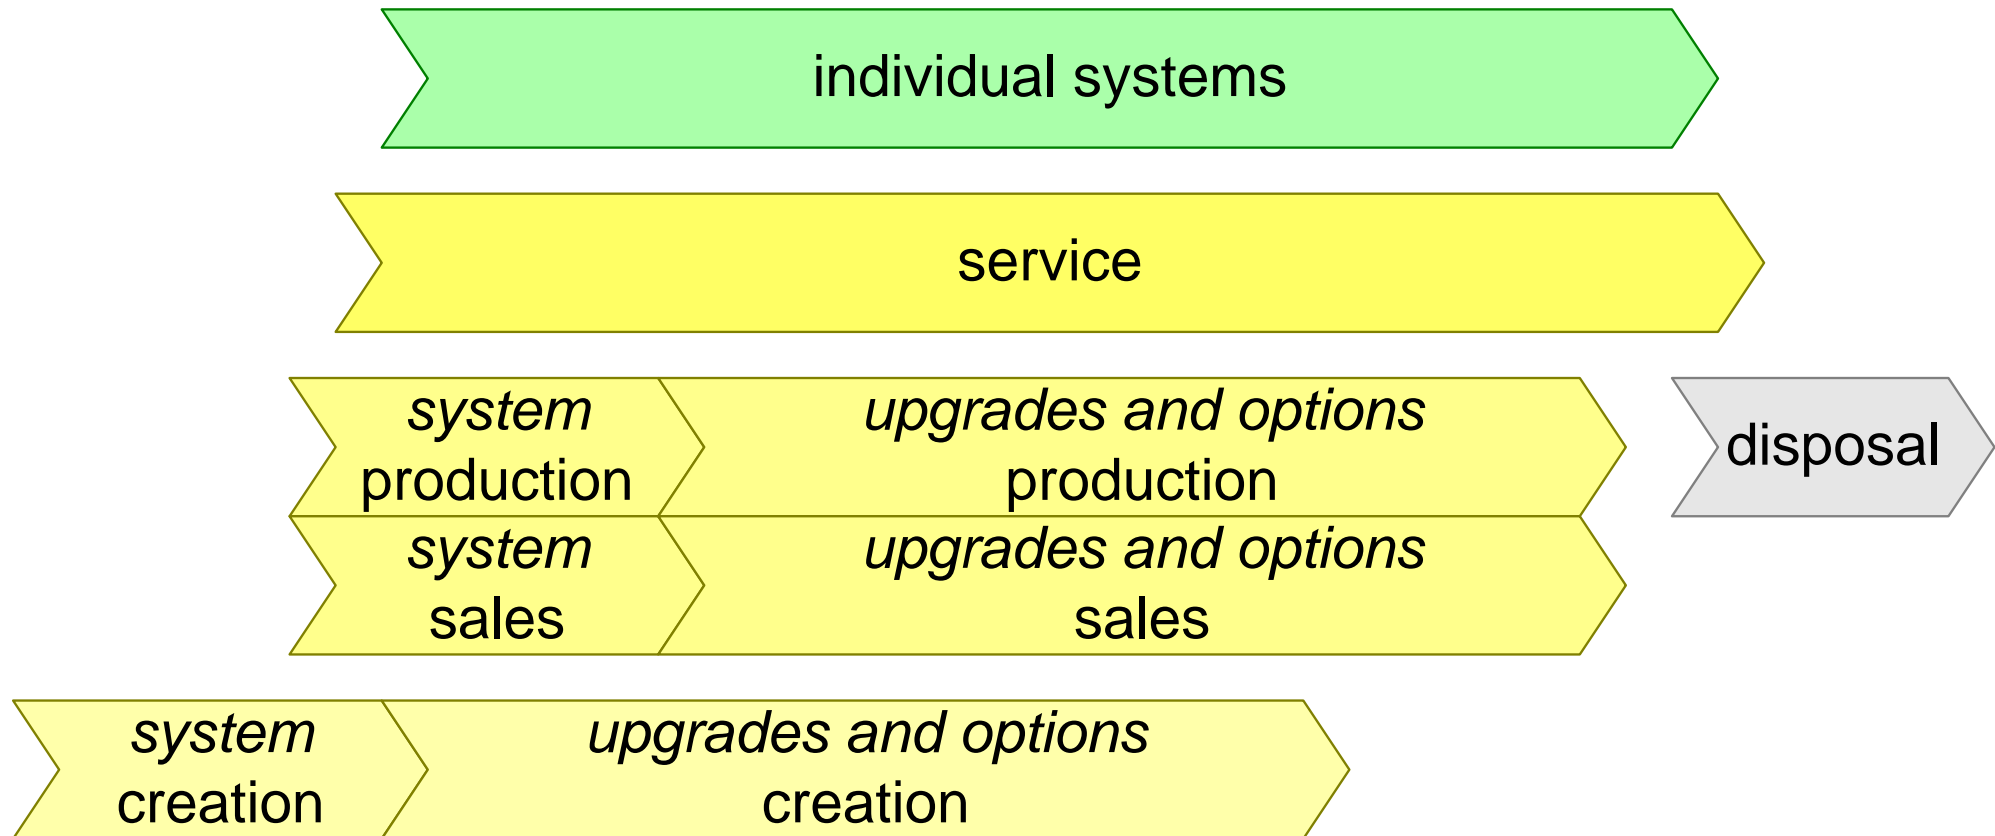 individual systems
service
system
production
upgrades and options
production
disposal
system
sales
upgrades and options
sales
system
creation
upgrades and options
creation